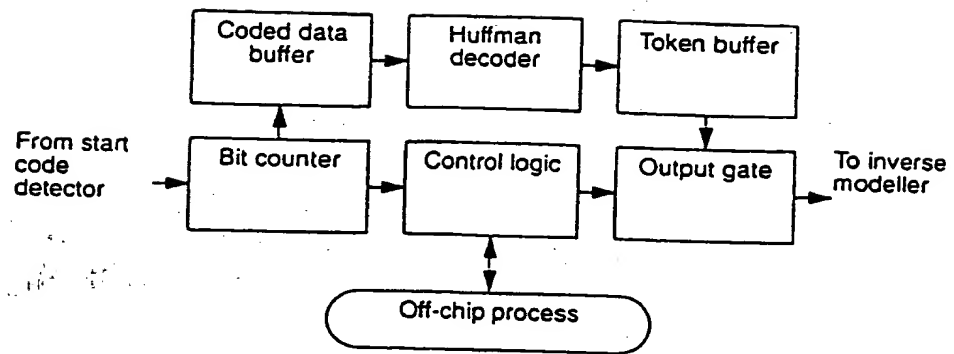 Coded data
buffer
Huffman
decoder
Token buffer
From start
code
detector
Bit counter
Control logic
Output gate
To inverse
modeller
Off-chip process